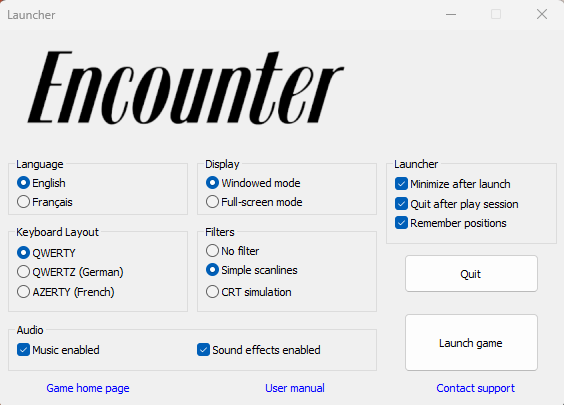 Launcher
Encounter
Language
English
Français
Display
Windowed mode
Full-screen mode
Launcher
Minimize after launch
Quit after play session
Remember positions
Keyboard Layout
QWERTY
QWERTZ (German)
AZERTY (French)
Filters
No filter
Simple scanlines
CRT simulation
Quit
Audio
Music enabled
Sound effects enabled
Launch game
Game home page
User manual
Contact support